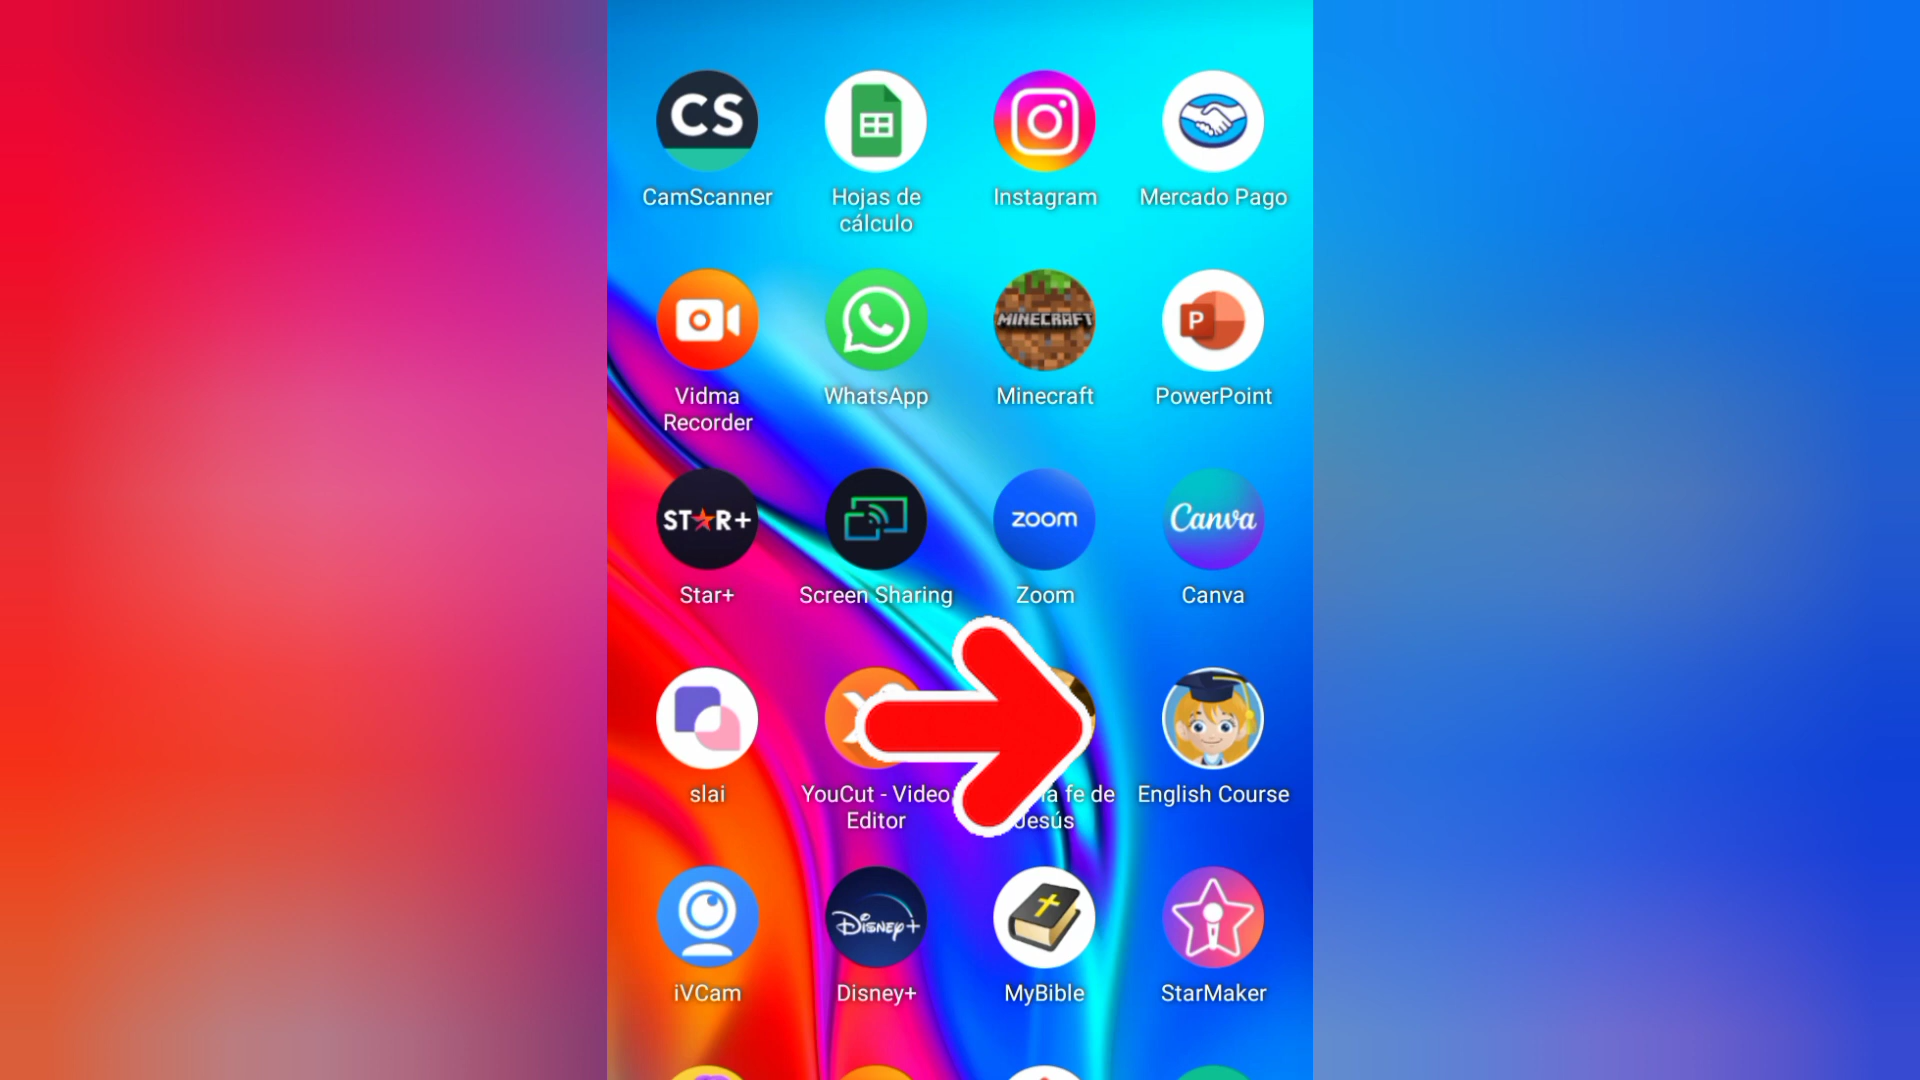 CS
CamScanner
Hojas de
cálculo
Instagram
Mercado Pago
Vidma
Recorder
WhatsApp
MINECRAFT
Minecraft
P
PowerPoint
ST★R+
Star+
Screen Sharing
zoom
Zoom
Canva
Canva
slai
YouCut - Video
Editor
fe de
Jesús
English Course
iVCam
Disney+
Disney+
MyBible
StarMaker